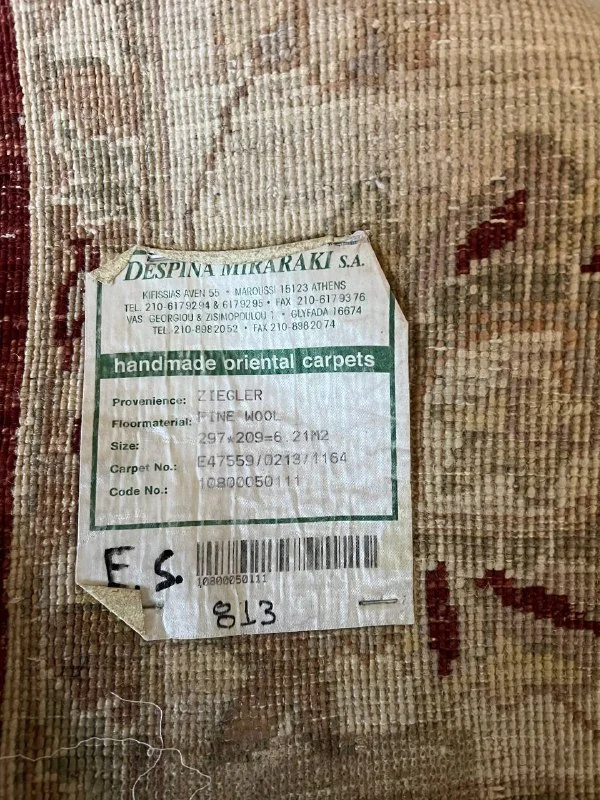 DESPINA MIRARAKI S.A.
KIFISSIAS AVEN 55 • MAROUSSI 15123 ATHENS
TEL. 210-6179294 & 6179295 • FAX 210-6179376
VAS. GEORGIOU & ZISIMOPOULOU 1 • GLYFADA 16674
TEL 210-8982052 • FAX 210-8982074
handmade oriental carpets
Provenience: ZIEGLER
Floormaterial: FINE WOOL
Size: 297*209=6.21M2
Carpet No.: E47559/0213/1164
Code No.: 10800050111
E.S.
10800050111
813